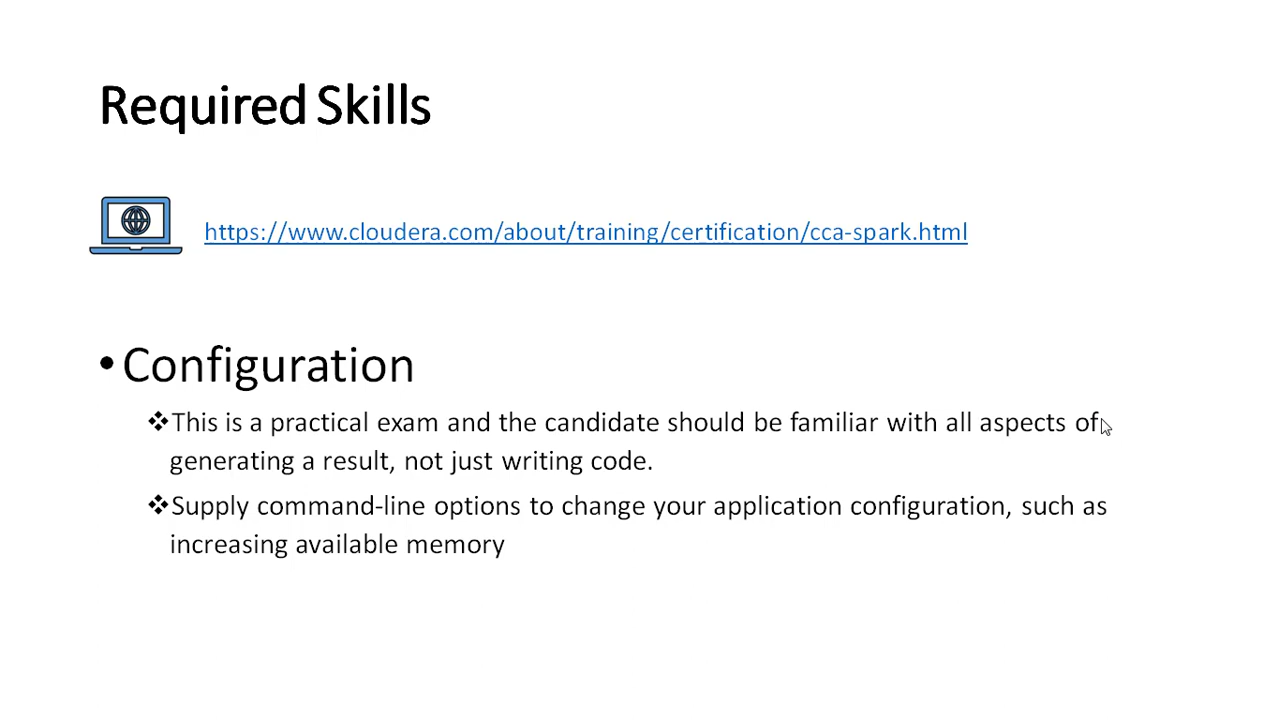 Required Skills
https://www.cloudera.com/about/training/certification/cca-spark.html
• Configuration
❖This is a practical exam and the candidate should be familiar with all aspects of
generating a result, not just writing code.
❖Supply command-line options to change your application configuration, such as
increasing available memory